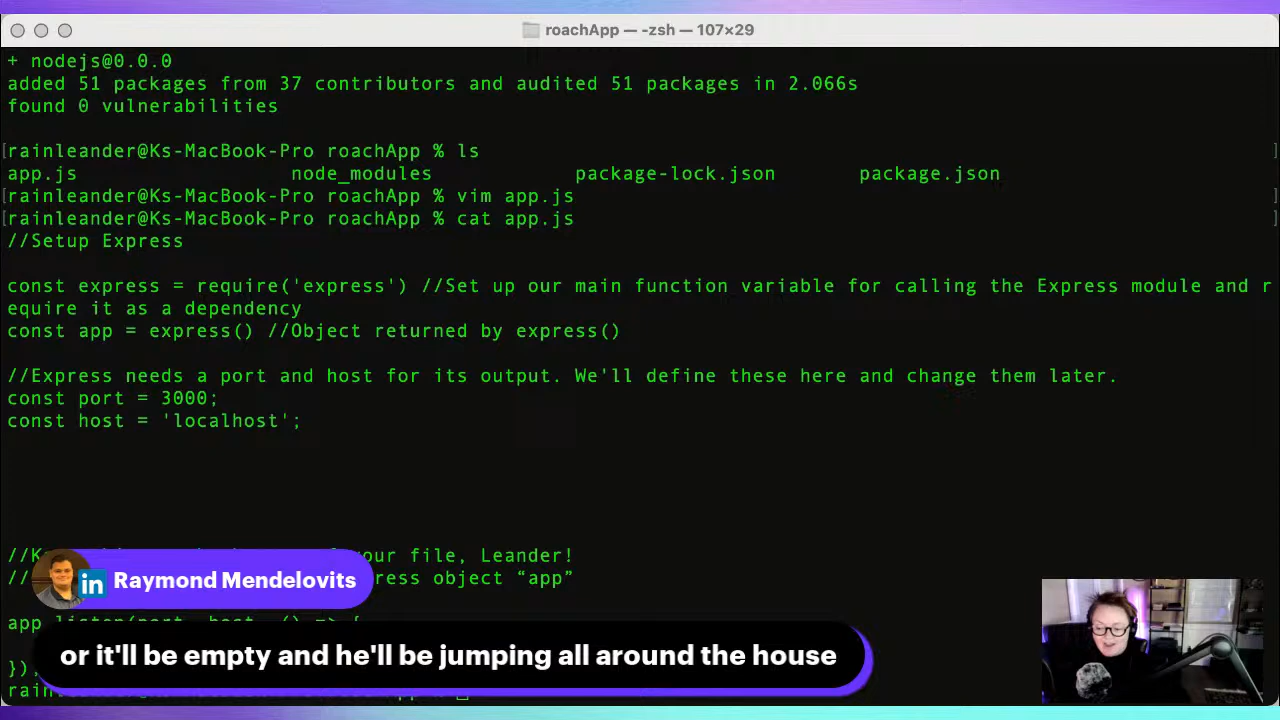 roachApp — -zsh — 107×29
+ nodejs@0.0.0
added 51 packages from 37 contributors and audited 51 packages in 2.066s
found 0 vulnerabilities
[rainleander@Ks-MacBook-Pro roachApp % ls ]
app.js node_modules package-lock.json package.json
[rainleander@Ks-MacBook-Pro roachApp % vim app.js ]
[rainleander@Ks-MacBook-Pro roachApp % cat app.js ]
//Setup Express
const express = require('express') //Set up our main function variable for calling the Express module and r
equire it as a dependency
const app = express() //Object returned by express()
//Express needs a port and host for its output. We'll define these here and change them later.
const port = 3000;
const host = 'localhost';
your file, Leander!
object “app”
in Raymond Mendelovits
app
or it'll be empty and he'll be jumping all around the house